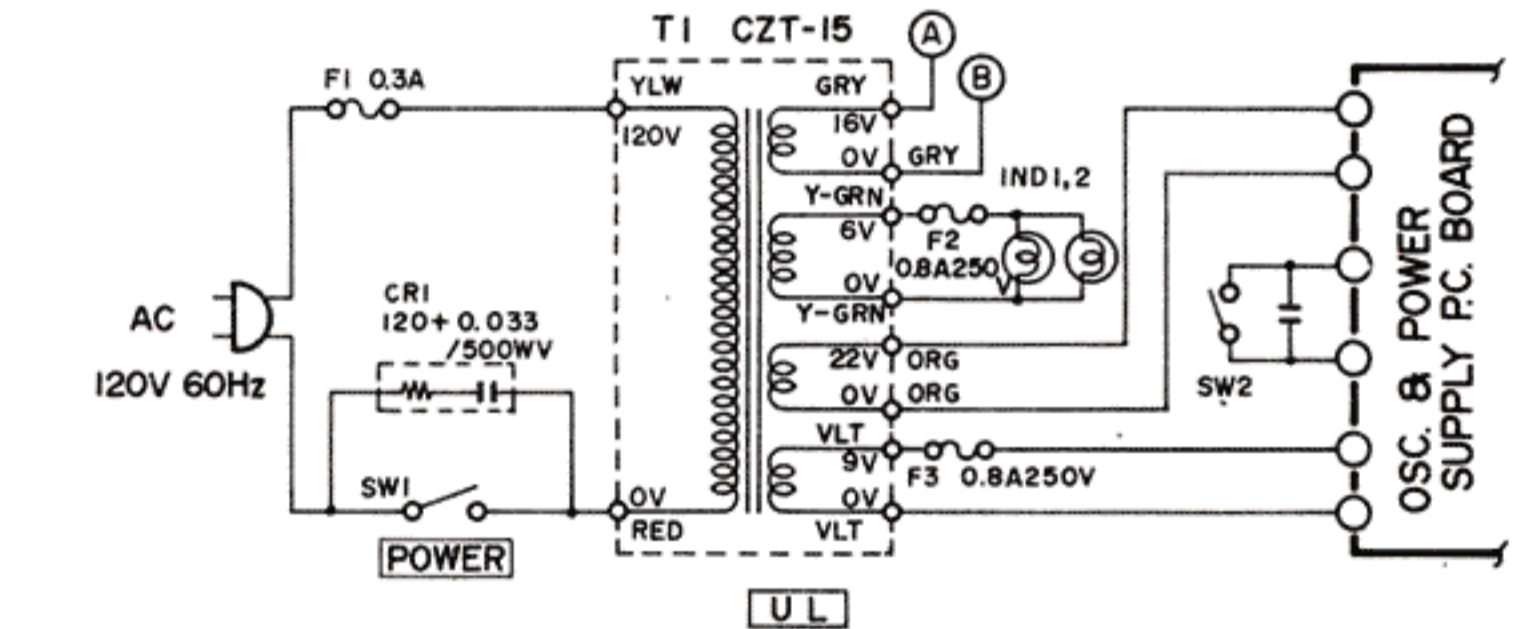 T1 CZT-15
A
B
F1 0.3A
YLW
120V
GRY
16V
0V GRY
IND1,2
Y-GRN
6V
F2
0.8A250V
0V
Y-GRN
AC
120V 60Hz
CR1
120+0.033
/500WV
22V ORG
0V ORG
VLT
9V
F3 0.8A250V
0V
VLT
SW1
POWER
0V
RED
SW2
OSC. & POWER
SUPPLY P.C. BOARD
UL